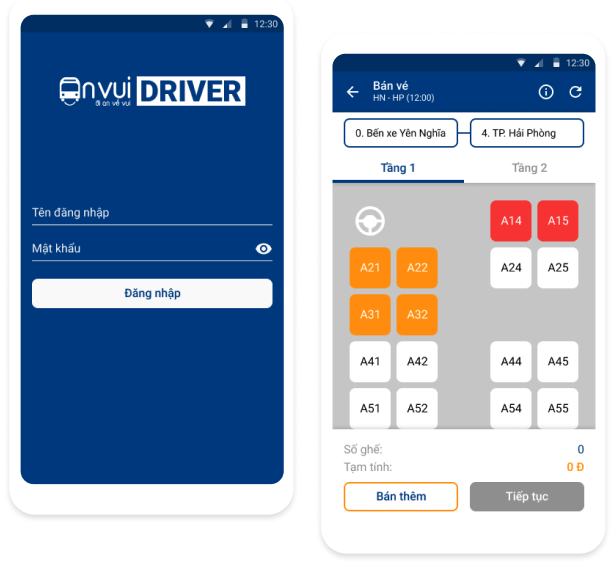 12:30
anvui DRIVER
đi an về vui
Tên đăng nhập
Mật khẩu
Đăng nhập
12:30
Bán vé
HN - HP (12:00)
0. Bến xe Yên Nghĩa
4. TP. Hải Phòng
Tầng 1
Tầng 2
A14 A15
A21 A22 A24 A25
A31 A32
A41 A42 A44 A45
A51 A52 A54 A55
Số ghế: 0
Tạm tính: 0 Đ
Bán thêm
Tiếp tục